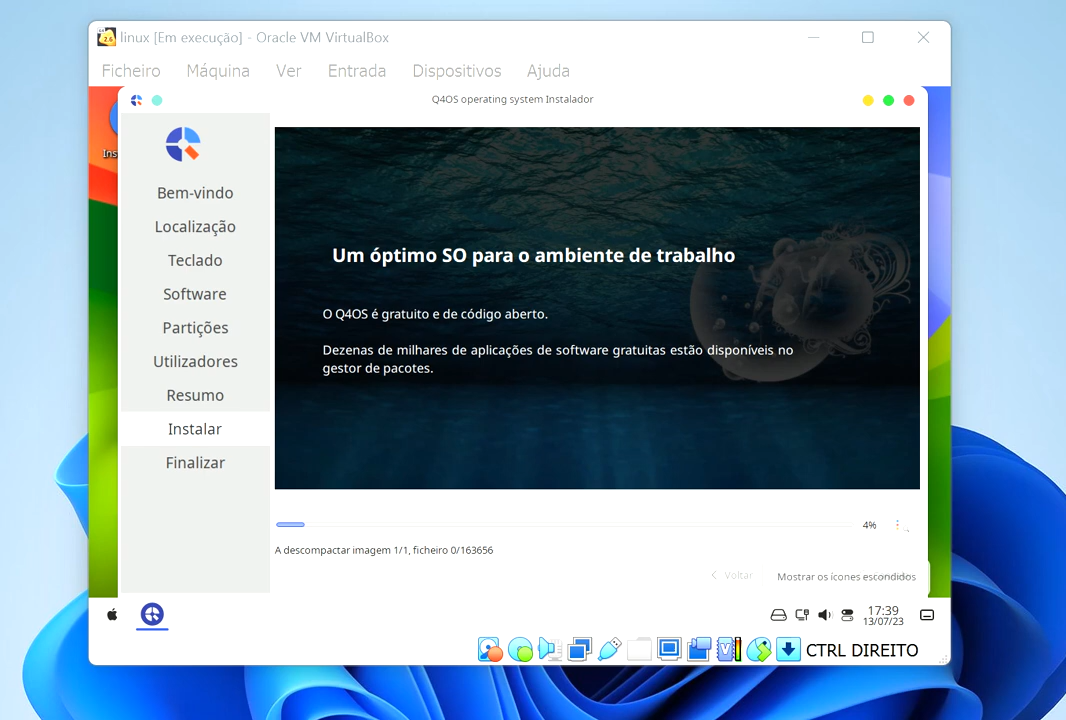 linux [Em execução] - Oracle VM VirtualBox
Ficheiro Máquina Ver Entrada Dispositivos Ajuda
Q4OS operating system Instalador
Ins
Bem-vindo
Localização
Teclado
Software
Partições
Utilizadores
Resumo
Instalar
Finalizar
Um óptimo SO para o ambiente de trabalho
O Q4OS é gratuito e de código aberto.
Dezenas de milhares de aplicações de software gratuitas estão disponíveis no
gestor de pacotes.
4%
A descompactar imagem 1/1, ficheiro 0/163656
Voltar
Mostrar os ícones escondidos
17:39
13/07/23
CTRL DIREITO